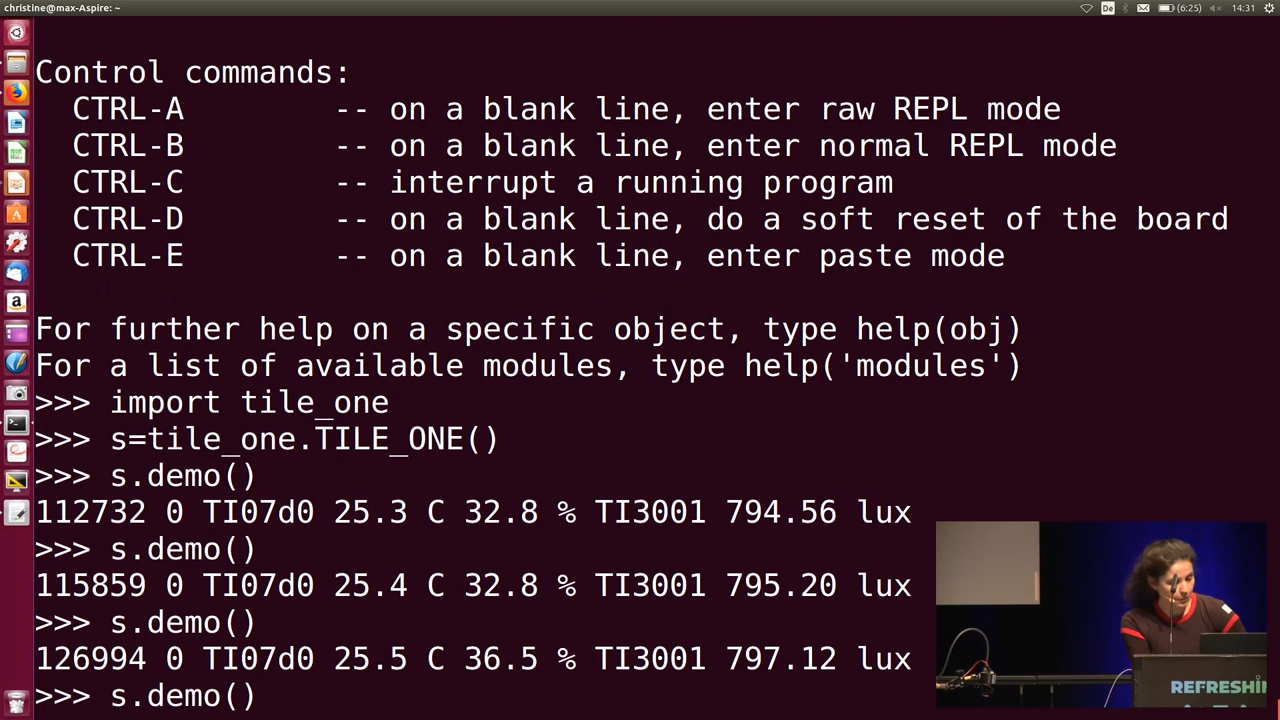 christine@max-Aspire: ~
De
(6:25)
14:31
Control commands:
CTRL-A -- on a blank line, enter raw REPL mode
CTRL-B -- on a blank line, enter normal REPL mode
CTRL-C -- interrupt a running program
CTRL-D -- on a blank line, do a soft reset of the board
CTRL-E -- on a blank line, enter paste mode
For further help on a specific object, type help(obj)
For a list of available modules, type help('modules')
>>> import tile_one
>>> s=tile_one.TILE_ONE()
>>> s.demo()
112732 0 TI07d0 25.3 C 32.8 % TI3001 794.56 lux
>>> s.demo()
115859 0 TI07d0 25.4 C 32.8 % TI3001 795.20 lux
>>> s.demo()
126994 0 TI07d0 25.5 C 36.5 % TI3001 797.12 lux
>>> s.demo()
REFRESHIN